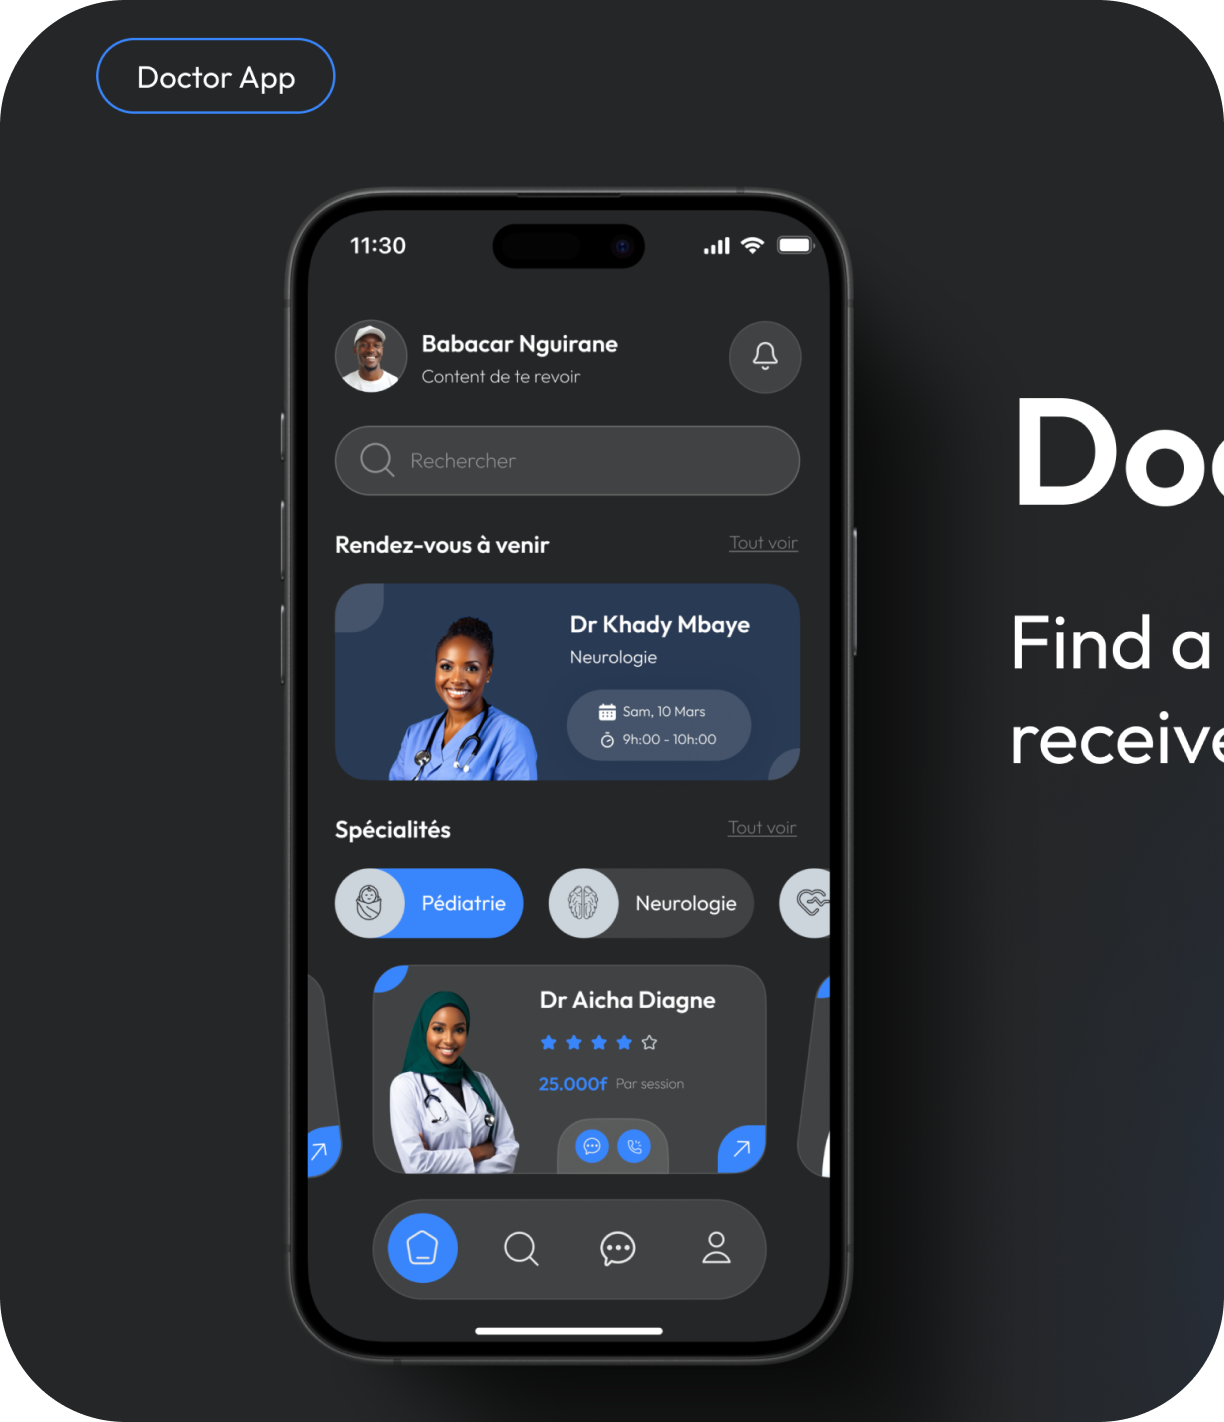 Doctor App
11:30
Babacar Nguirane
Content de te revoir
Rechercher
Rendez-vous à venir
Tout voir
Dr Khady Mbaye
Neurologie
Sam, 10 Mars
9h:00 - 10h:00
Spécialités
Tout voir
Pédiatrie
Neurologie
Dr Aicha Diagne
25.000f Par session
Find a